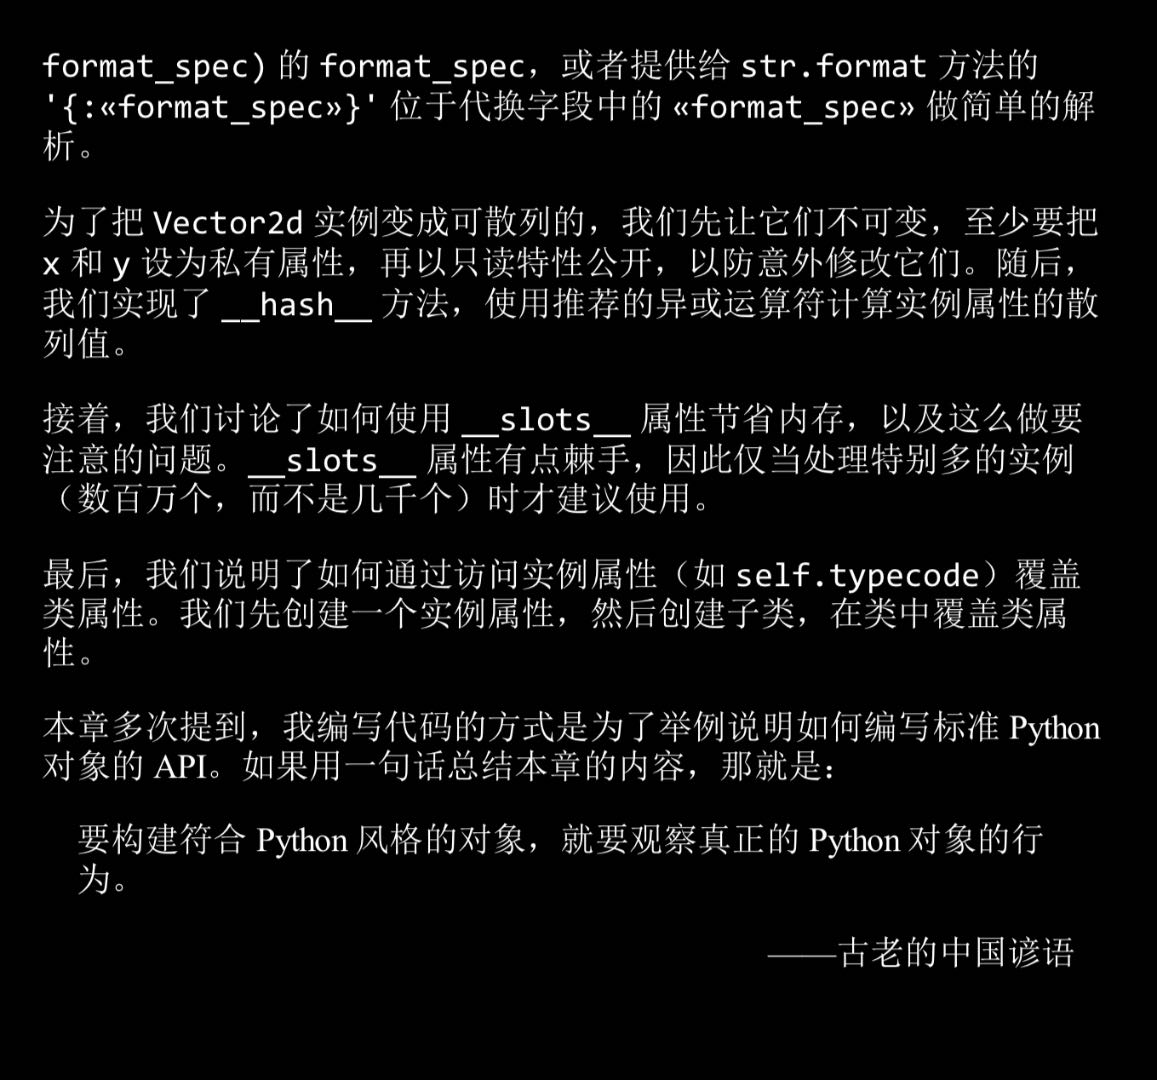 format_spec) 的 format_spec，或者提供给 str.format 方法的
'{:«format_spec»}' 位于代换字段中的 «format_spec» 做简单的解
析。
为了把 Vector2d 实例变成可散列的，我们先让它们不可变，至少要把
x 和 y 设为私有属性，再以只读特性公开，以防意外修改它们。随后，
我们实现了 __hash__ 方法，使用推荐的异或运算符计算实例属性的散
列值。
接着，我们讨论了如何使用 __slots__ 属性节省内存，以及这么做要
注意的问题。__slots__ 属性有点棘手，因此仅当处理特别多的实例
（数百万个，而不是几千个）时才建议使用。
最后，我们说明了如何通过访问实例属性（如 self.typecode）覆盖
类属性。我们先创建一个实例属性，然后创建子类，在类中覆盖类属
性。
本章多次提到，我编写代码的方式是为了举例说明如何编写标准 Python
对象的 API。如果用一句话总结本章的内容，那就是：
要构建符合 Python 风格的对象，就要观察真正的 Python 对象的行
为。
——古老的中国谚语